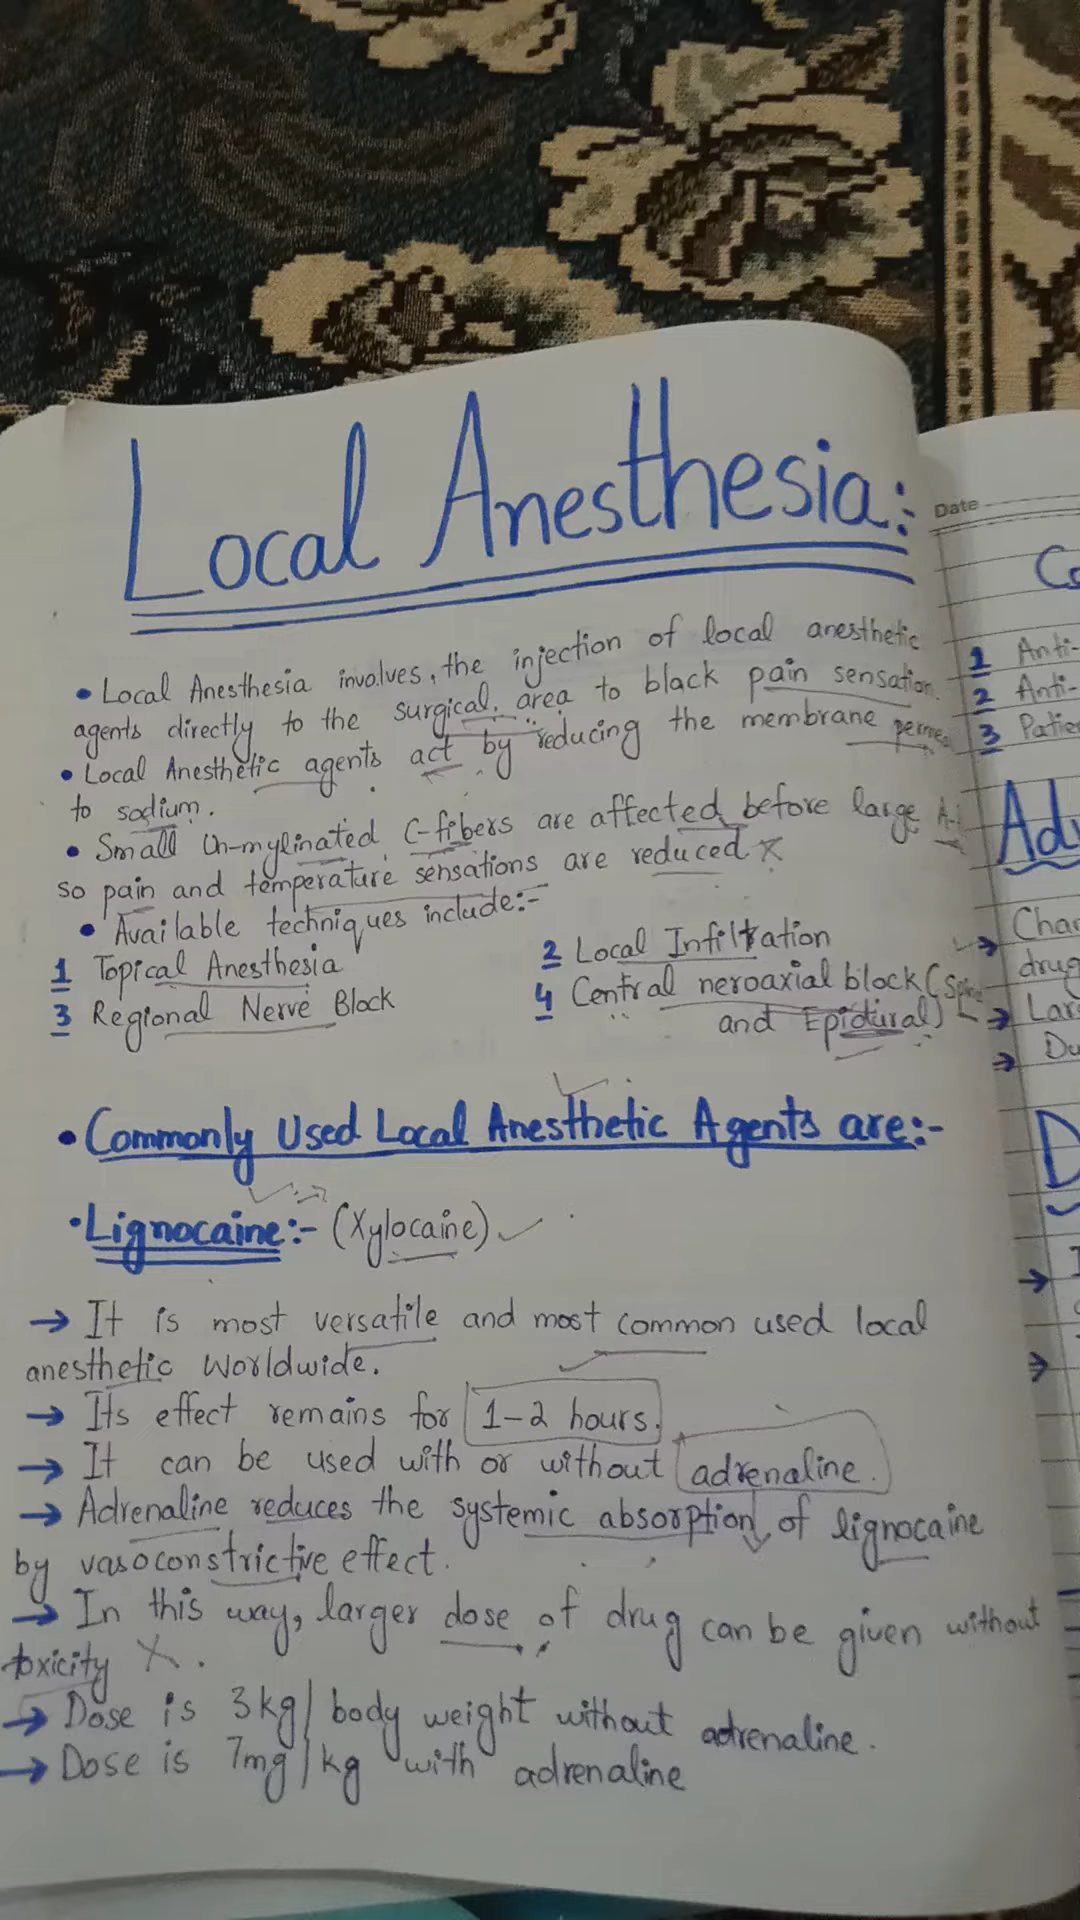 Local Anesthesia:
• Local Anesthesia involves, the injection of local anesthetic
agents directly to the surgical area to black pain sensation.
• Local Anesthetic agents act by reducing the membrane
to sodium.
• Small Un-mylinated C-fibers are affected before large
so pain and temperature sensations are reduced
• Available techniques include:-
1 Topical Anesthesia
2 Local Infiltration
3 Regional Nerve Block
4 Central neroaxial block (
and Epidural)
• Commonly Used Local Anesthetic Agents are:-
• Lignocaine:- (Xylocaine)
→ It is most versatile and most common used local
anesthetic worldwide.
→ Its effect remains for 1-2 hours.
→ It can be used with or without adrenaline.
→ Adrenaline reduces the systemic absorption of lignocaine
by vasoconstrictive effect.
→ In this way, larger dose of drug can be given without
toxicity
→ Dose is 3kg/body weight without adrenaline.
→ Dose is 7mg/kg with adrenaline
Date
1 Anti-
2 Anti-
3
→
drug
→
→
→
→